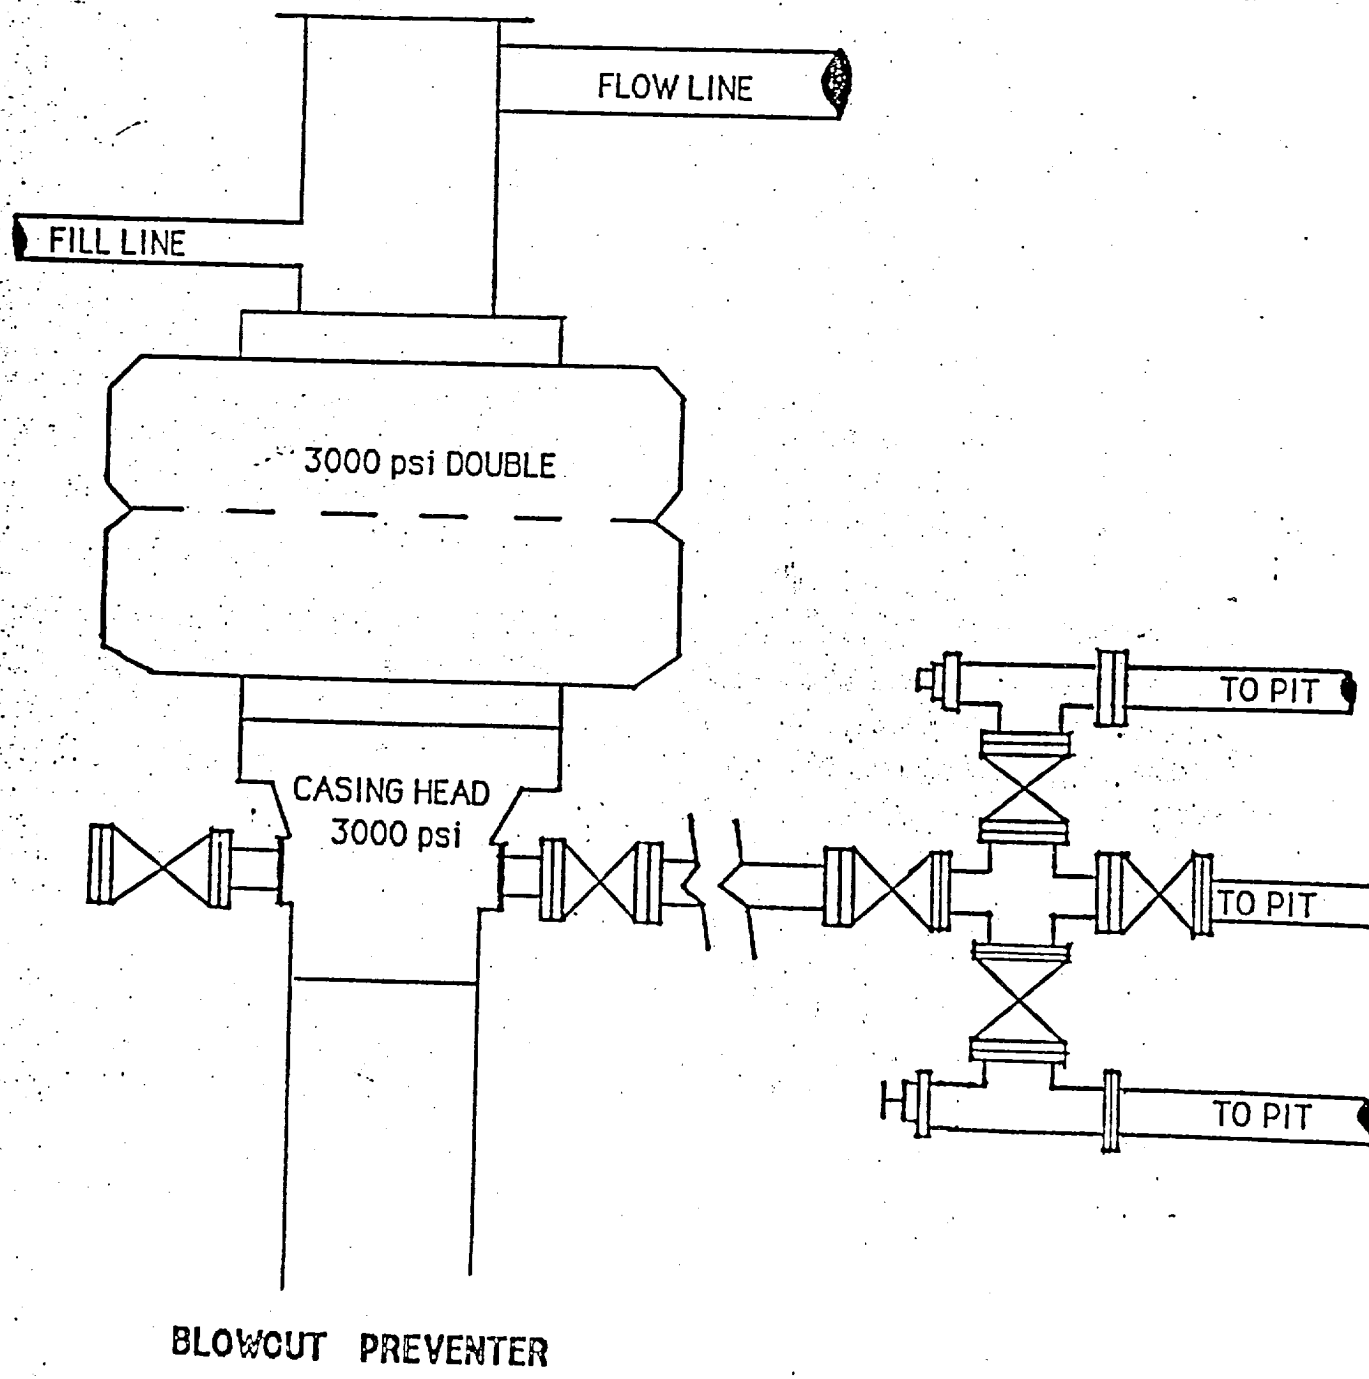 FLOW LINE
FILL LINE
3000 psi DOUBLE
TO PIT
CASING HEAD
3000 psi
TO PIT
TO PIT
BLOWOUT PREVENTER